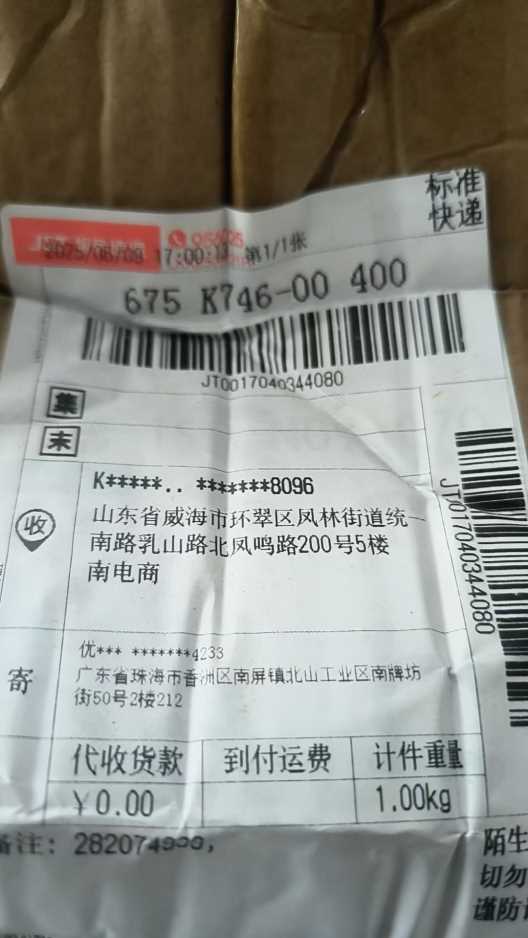 标准
快递
2025/08/09 17:00:11 第1/1张
675 K746-00 400
JT0017040344080
集
末
收
K*****.. *******8096
山东省威海市环翠区凤林街道统一
南路乳山路北凤鸣路200号5楼
南电商
JT0017040344080
寄
优*** *******4233
广东省珠海市香洲区南屏镇北山工业区南牌坊
街50号2楼212
代收货款 到付运费 计件重量
￥0.00 1.00kg
备注:
陌生
切勿
谨防